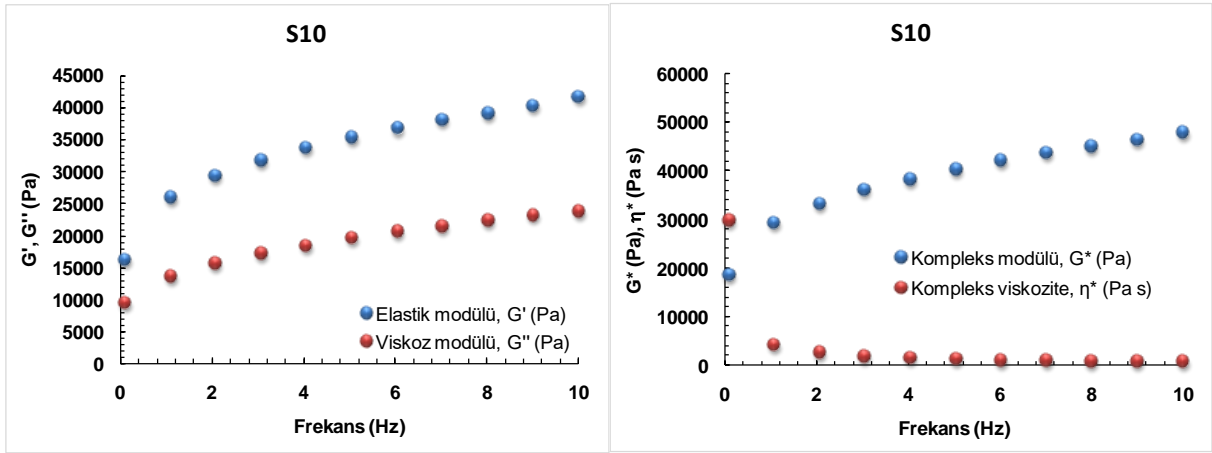 S10
45000
40000
35000
30000
25000
20000
15000
10000
5000
0
G', G'' (Pa)
Elastik modülü, G' (Pa)
Viskoz modülü, G'' (Pa)
0 2 4 6 8 10
Frekans (Hz)
S10
60000
50000
40000
30000
20000
10000
0
G* (Pa), η* (Pa s)
Kompleks modülü, G* (Pa)
Kompleks viskozite, η* (Pa s)
0 2 4 6 8 10
Frekans (Hz)